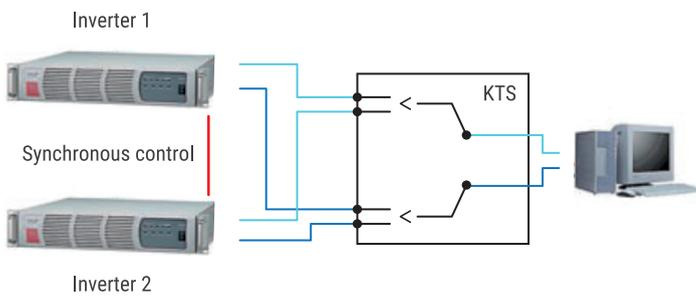 Inverter 1
KTS
Synchronous control
Inverter 2